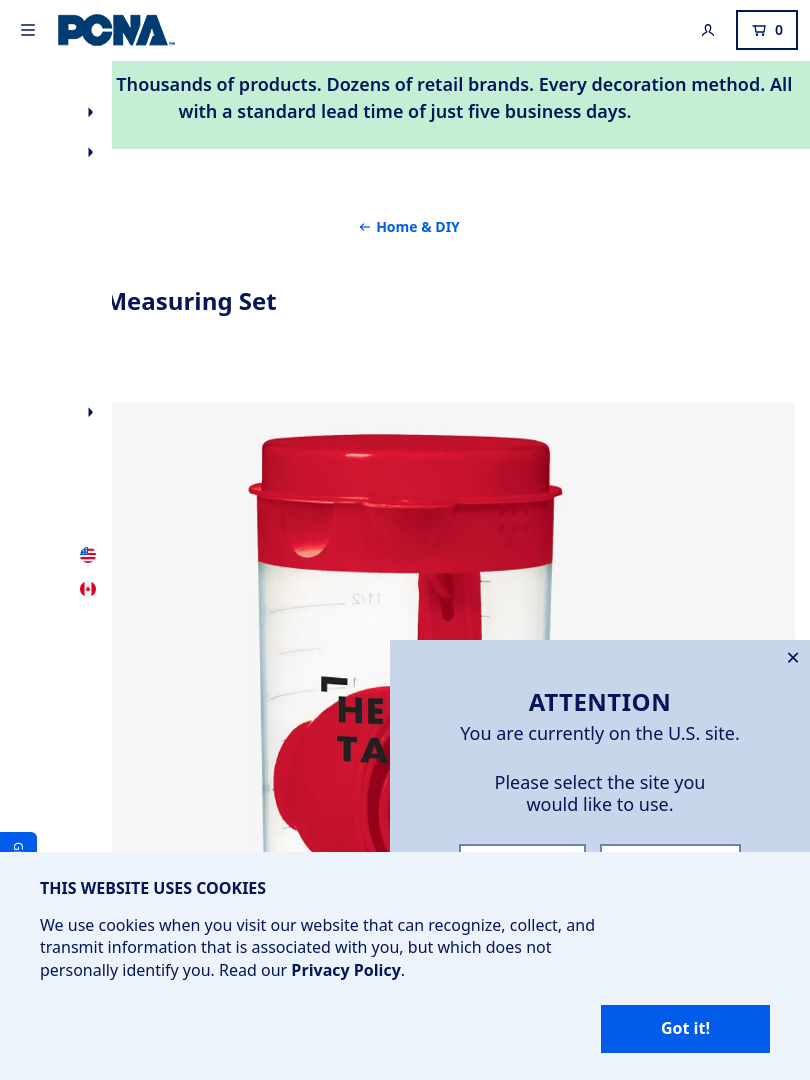 PCNA
0
Thousands of products. Dozens of retail brands. Every decoration method. All
with a standard lead time of just five business days.
Home & DIY
Measuring Set
11/2
HE
TA
ATTENTION
You are currently on the U.S. site.
Please select the site you
would like to use.
G
THIS WEBSITE USES COOKIES
We use cookies when you visit our website that can recognize, collect, and
transmit information that is associated with you, but which does not
personally identify you. Read our Privacy Policy.
Got it!